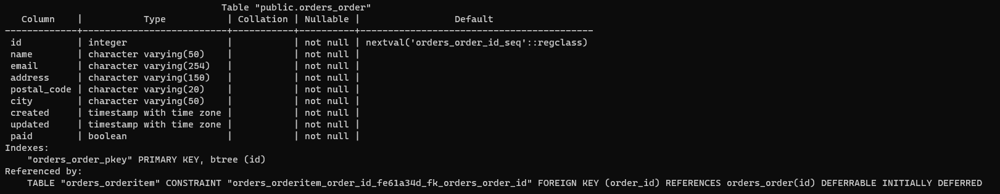 Table "public.orders_order"
   Column    |           Type           | Collation | Nullable |                 Default
-------------+--------------------------+-----------+----------+------------------------------------------
 id          | integer                  |           | not null | nextval('orders_order_id_seq'::regclass)
 name        | character varying(50)    |           | not null |
 email       | character varying(254)   |           | not null |
 address     | character varying(150)   |           | not null |
 postal_code | character varying(20)    |           | not null |
 city        | character varying(50)    |           | not null |
 created     | timestamp with time zone |           | not null |
 updated     | timestamp with time zone |           | not null |
 paid        | boolean                  |           | not null |
Indexes:
    "orders_order_pkey" PRIMARY KEY, btree (id)
Referenced by:
    TABLE "orders_orderitem" CONSTRAINT "orders_orderitem_order_id_fe61a34d_fk_orders_order_id" FOREIGN KEY (order_id) REFERENCES orders_order(id) DEFERRABLE INITIALLY DEFERRED